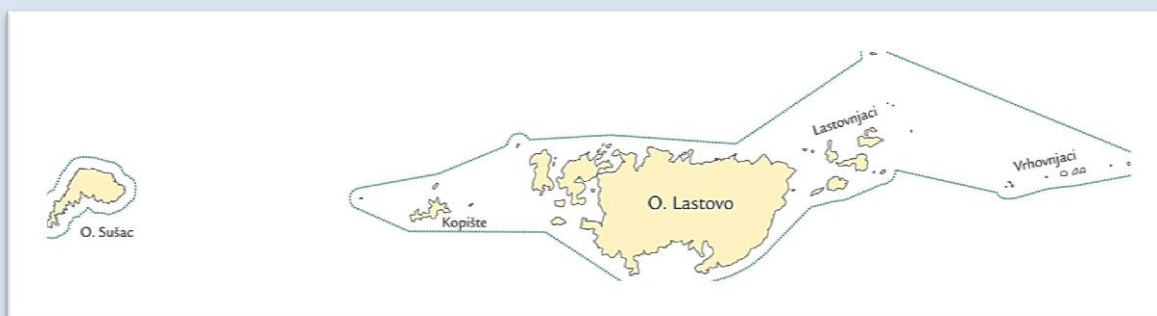 Lastovnjaci
Vrhovnjaci
O. Lastovo
Kopište
O. Sušac